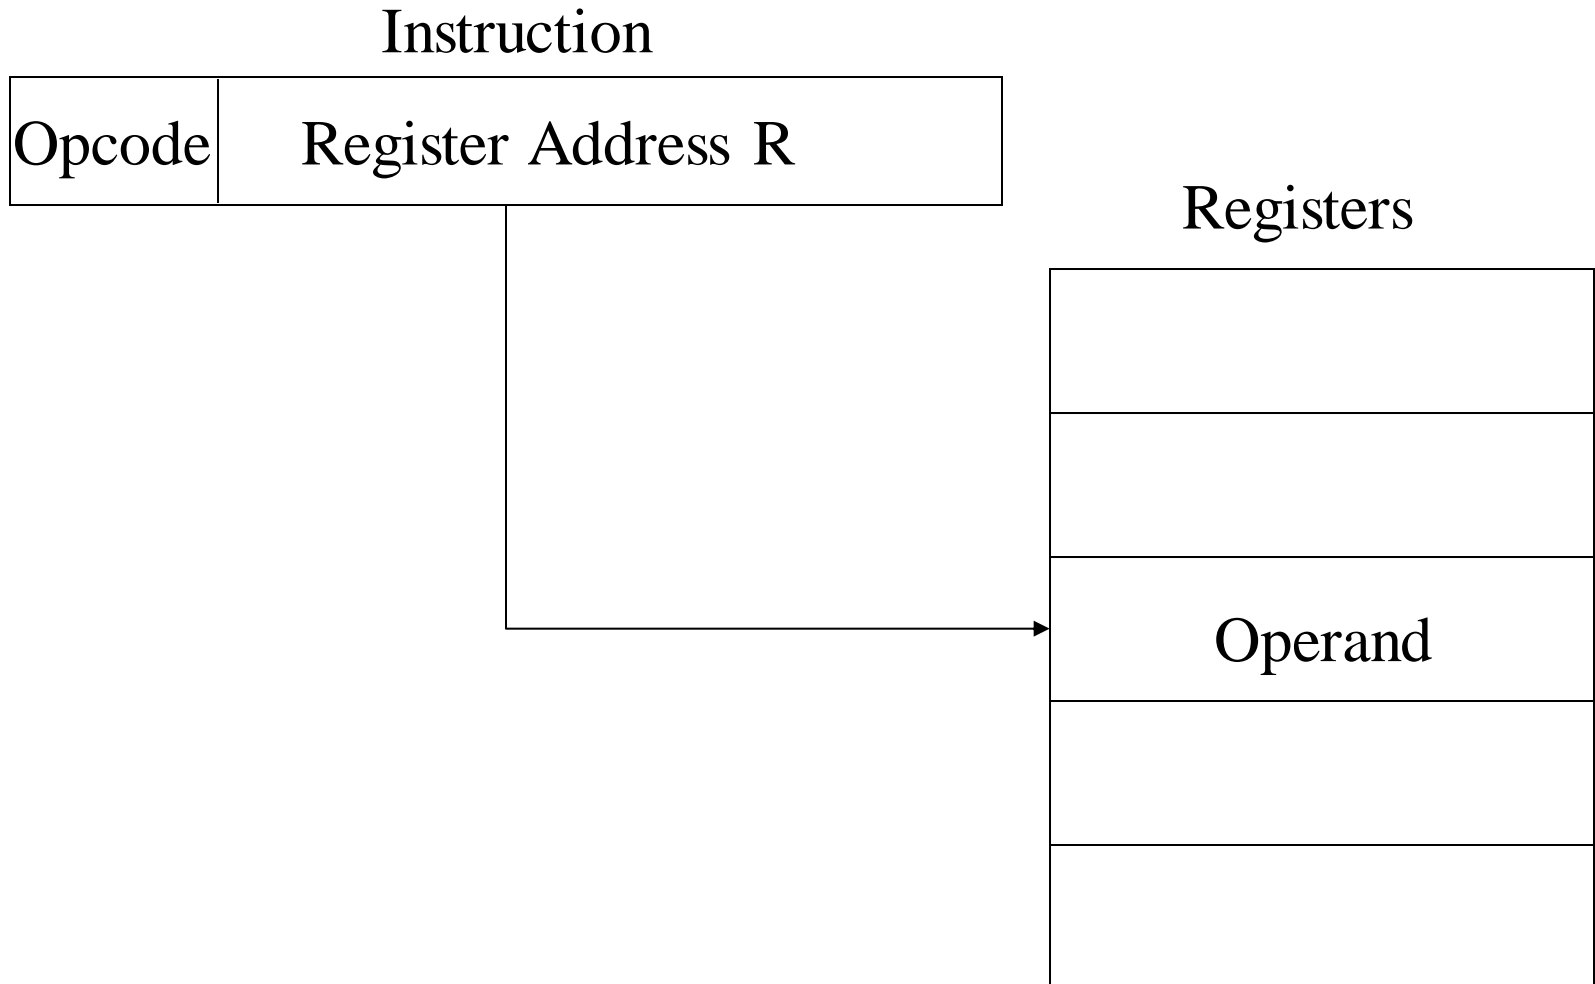 Instruction
Opcode
Register Address R
Registers
Operand